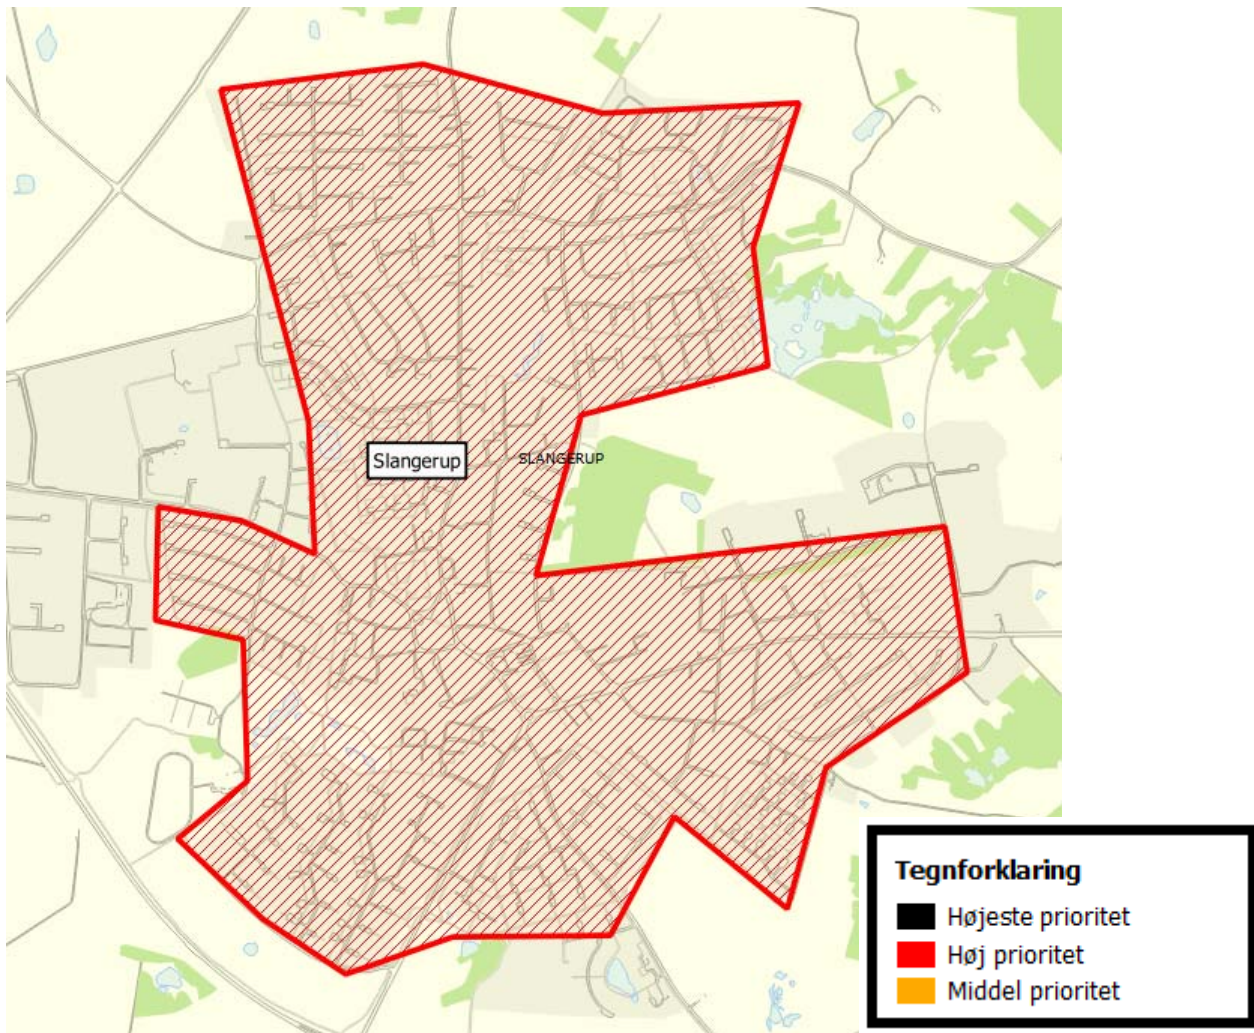 Slangerup
SLANGERUP
Tegnforklaring
Højeste prioritet
Høj prioritet
Middel prioritet